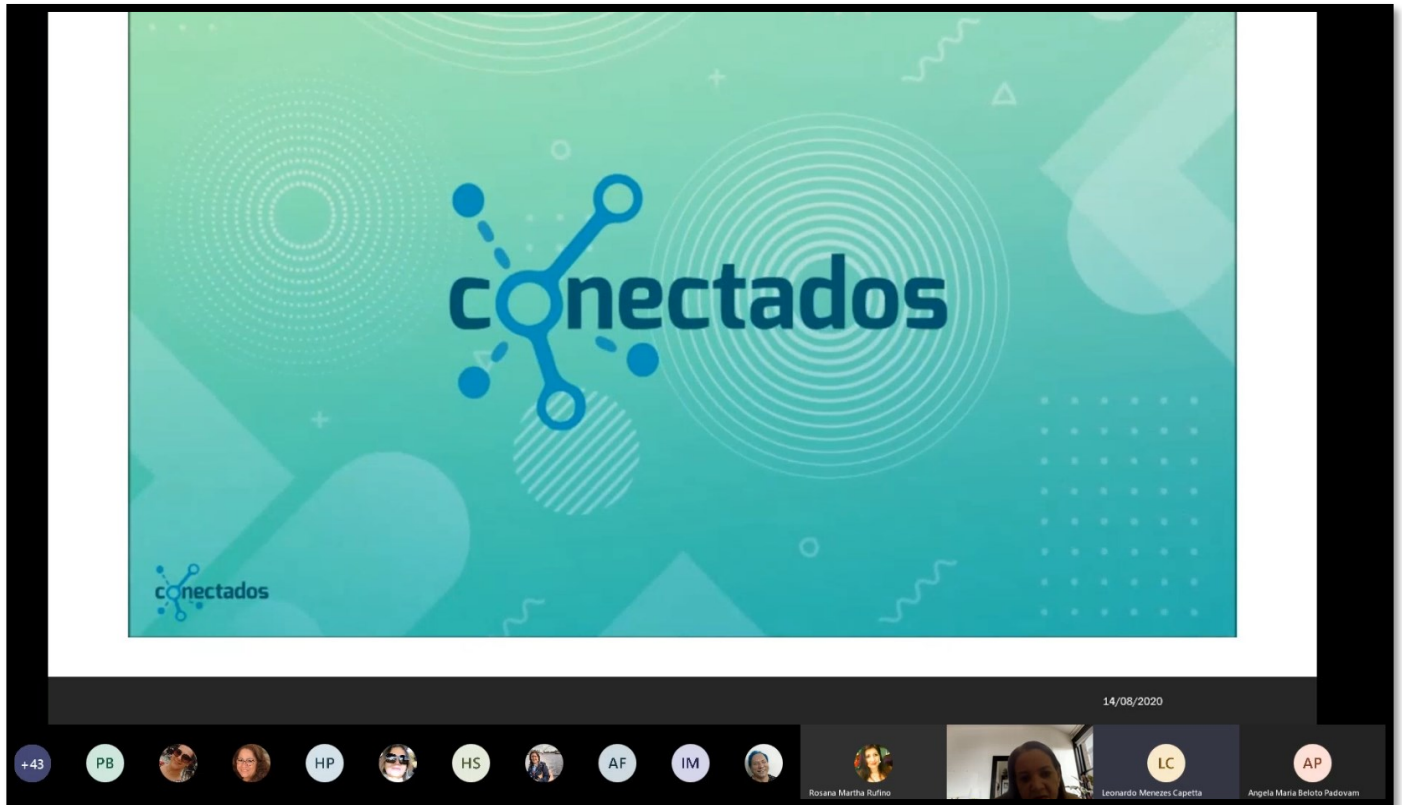 conectados
conectados
14/08/2020
+43
PB
HP
HS
AF
IM
LC
AP
Rosana Martha Rufino
Leonardo Menezes Capetta
Angela Maria Beloto Padovam